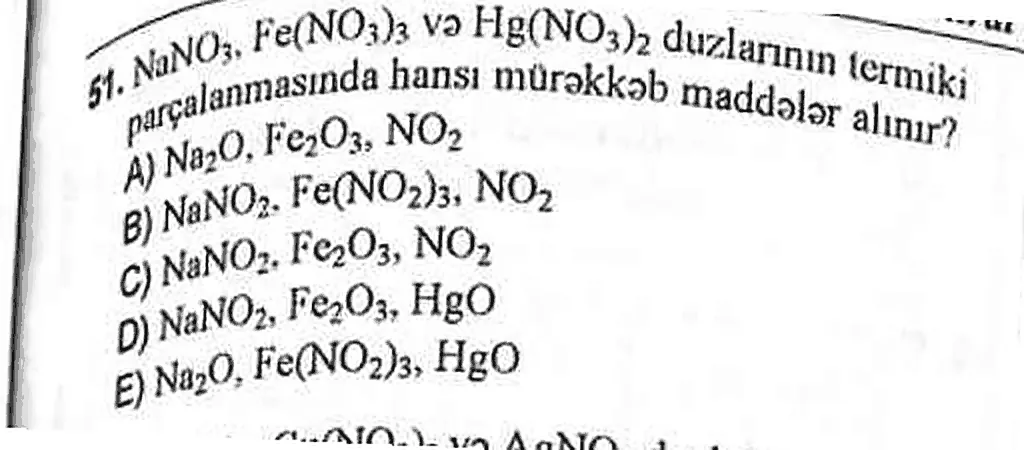 51. NaNO₃, Fe(NO₃)₃ və Hg(NO₃)₂ duzlarının termiki
parçalanmasında hansı mürəkkəb maddələr alınır?
A) Na₂O, Fe₂O₃, NO₂
B) NaNO₂, Fe(NO₂)₃, NO₂
C) NaNO₂, Fe₂O₃, NO₂
D) NaNO₂, Fe₂O₃, HgO
E) Na₂O, Fe(NO₂)₃, HgO